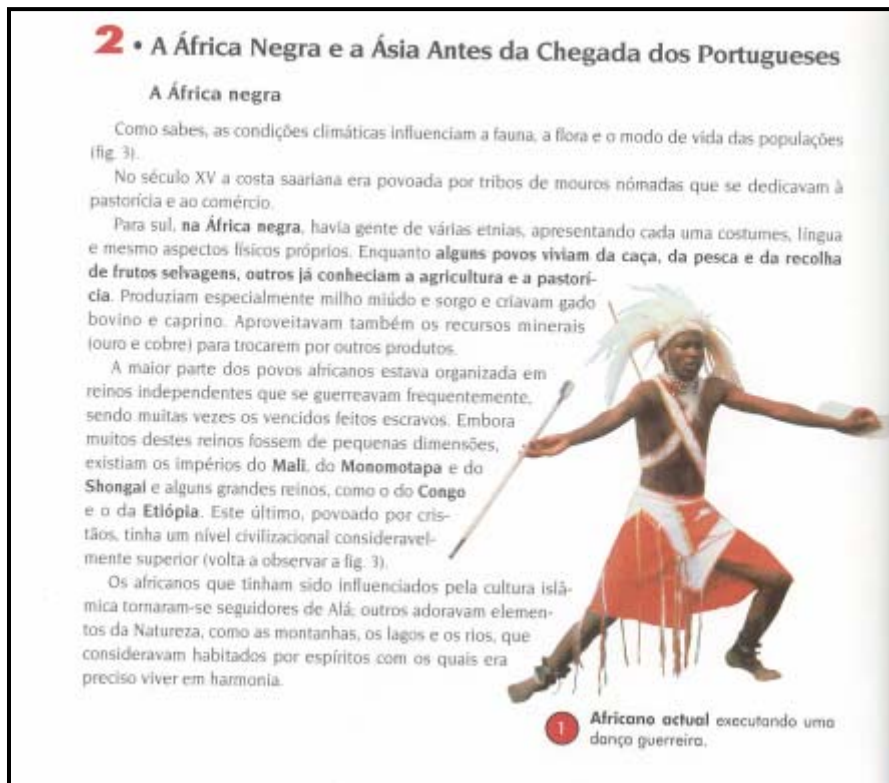 2 • A África Negra e a Ásia Antes da Chegada dos Portugueses
A África negra
Como sabes, as condições climáticas influenciam a fauna, a flora e o modo de vida das populações
(fig. 3).
No século XV a costa saariana era povoada por tribos de mouros nómadas que se dedicavam à
pastorícia e ao comércio.
Para sul, na África negra, havia gente de várias etnias, apresentando cada uma costumes, língua
e mesmo aspectos físicos próprios. Enquanto alguns povos viviam da caça, da pesca e da recolha
de frutos selvagens, outros já conheciam a agricultura e a pastorí-
cia. Produziam especialmente milho miúdo e sorgo e criavam gado
bovino e caprino. Aproveitavam também os recursos minerais
(ouro e cobre) para trocarem por outros produtos.
A maior parte dos povos africanos estava organizada em
reinos independentes que se guerreavam frequentemente,
sendo muitas vezes os vencidos feitos escravos. Embora
muitos destes reinos fossem de pequenas dimensões,
existiam os impérios do Mali, do Monomotapa e do
Shongai e alguns grandes reinos, como o do Congo
e o da Etiópia. Este último, povoado por cris-
tãos, tinha um nível civilizacional consideravel-
mente superior (volta a observar a fig. 3).
Os africanos que tinham sido influenciados pela cultura islâ-
mica tornaram-se seguidores de Alá; outros adoravam elemen-
tos da Natureza, como as montanhas, os lagos e os rios, que
consideravam habitados por espíritos com os quais era
preciso viver em harmonia.
1 Africano actual executando uma
dança guerreira.